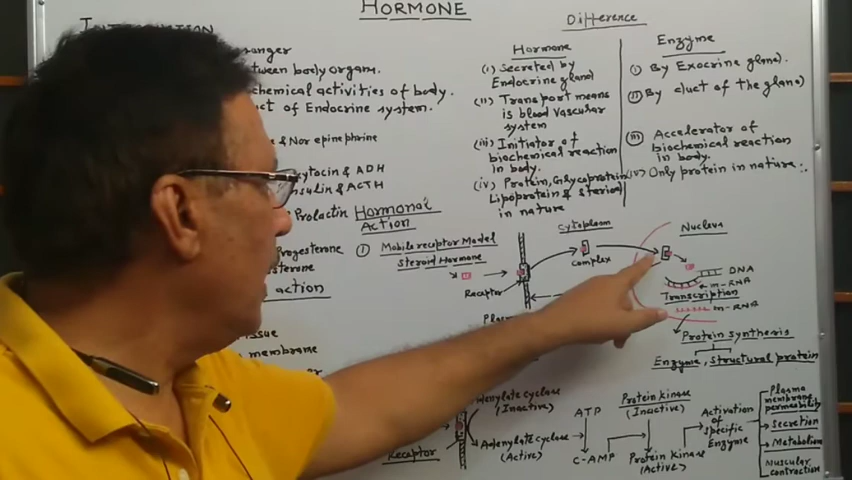 HORMONE
Difference
between body organs.
chemical activities of body.
of Endocrine system.
& Nor epinephrine
oxytocin & ADH
Insulin & ACTH
Prolactin
Progesterone
action
membrane
Hormone
(i) Secreted by
Endocrine gland
(ii) Transport means
is blood vascular
system
(iii) Initiator of
biochemical reaction
in body.
(iv) Protein, Glycoprotein
Lipoprotein & steriod
in nature
Enzyme
(i) By Exocrine gland.
(ii) By duct of the gland
(iii) Accelerator of
biochemical reaction
in body.
(iv) Only protein in nature
Hormonal
Action
(1) Mobile receptor Model
Steroid Hormone
Receptor
Cytoplasm
Complex
Nucleus
DNA
m-RNA
Transcription
m-RNA
Protein synthesis
Enzyme, Structural protein
Adenylate cyclase
(Inactive)
Adenylate cyclase
(Active)
Receptor
ATP
C-AMP
Protein kinase
(Inactive)
Protein kinase
(Active)
Activation
of
Specific
Enzyme
Plasma
membrane
permeability
Secretion
Metabolism
Muscular
contraction